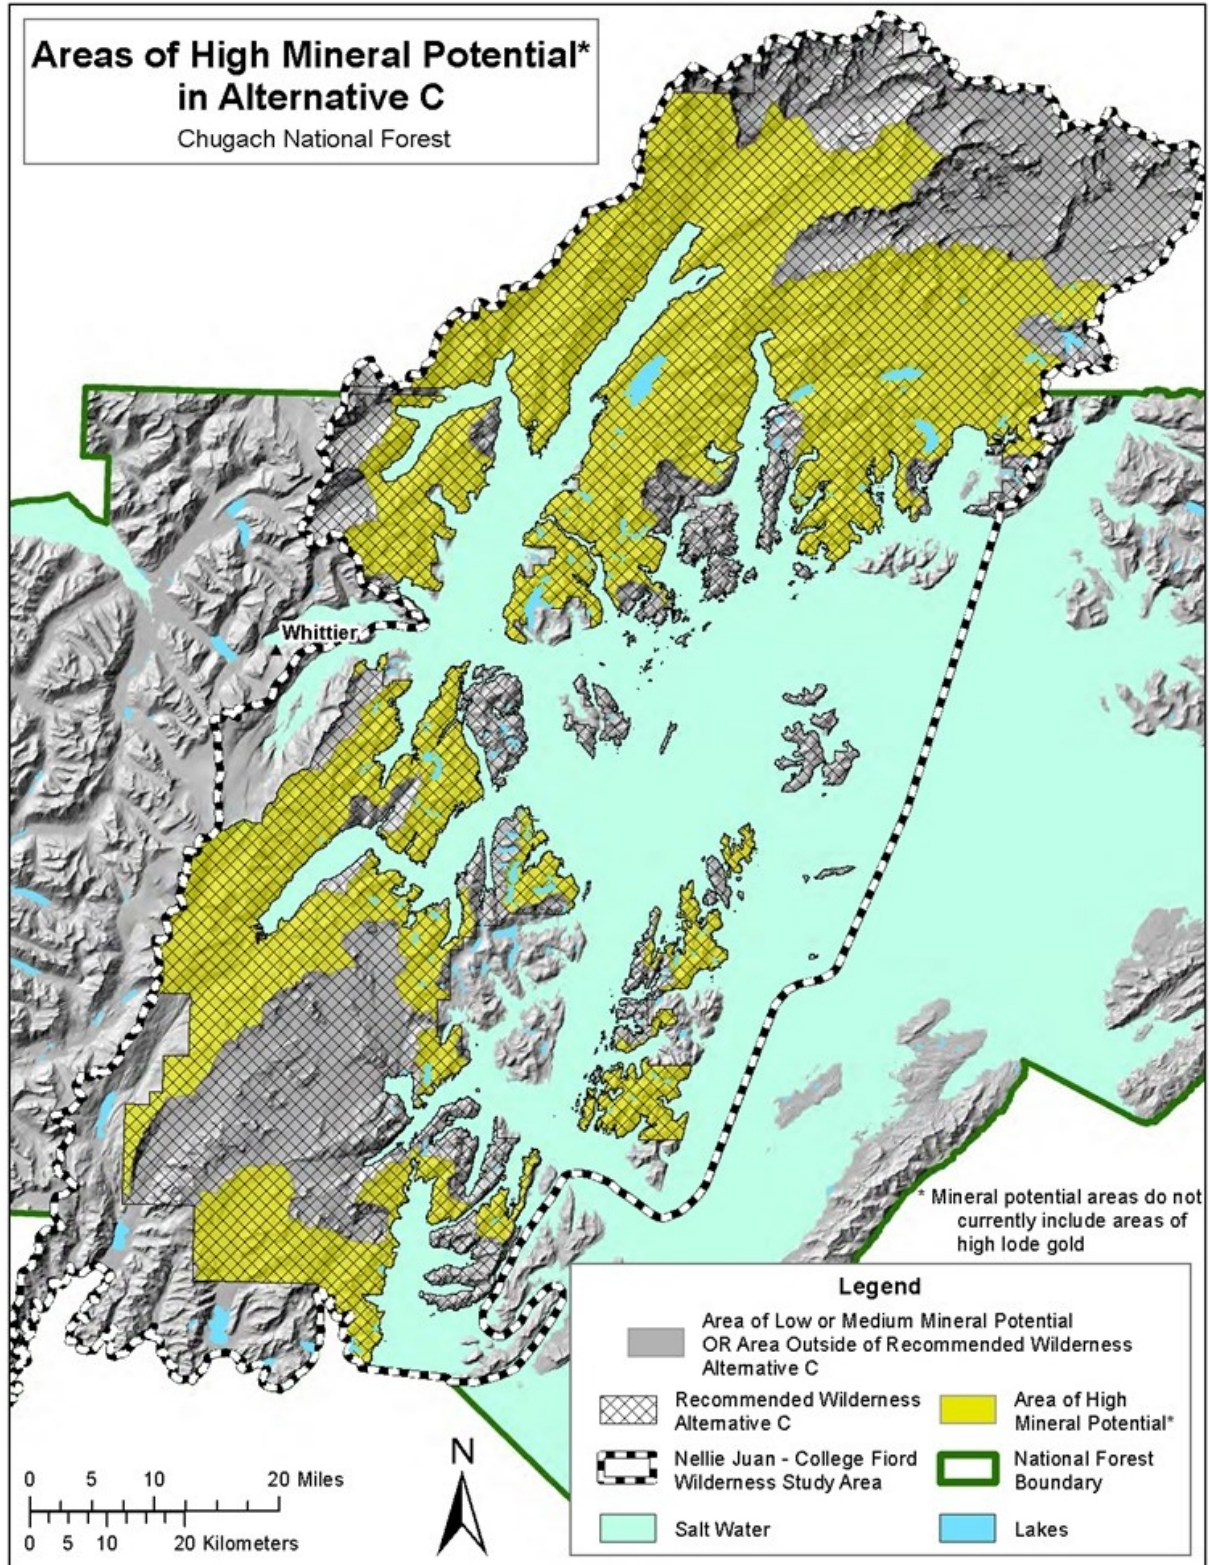 Areas of High Mineral Potential*
in Alternative C
Chugach National Forest
Whittier
* Mineral potential areas do not
currently include areas of
high lode gold
Legend
Area of Low or Medium Mineral Potential
OR Area Outside of Recommended Wilderness
Alternative C
Recommended Wilderness
Alternative C
Area of High
Mineral Potential*
Nellie Juan - College Fiord
Wilderness Study Area
National Forest
Boundary
Salt Water
Lakes
N
0 5 10 20 Miles
0 5 10 20 Kilometers